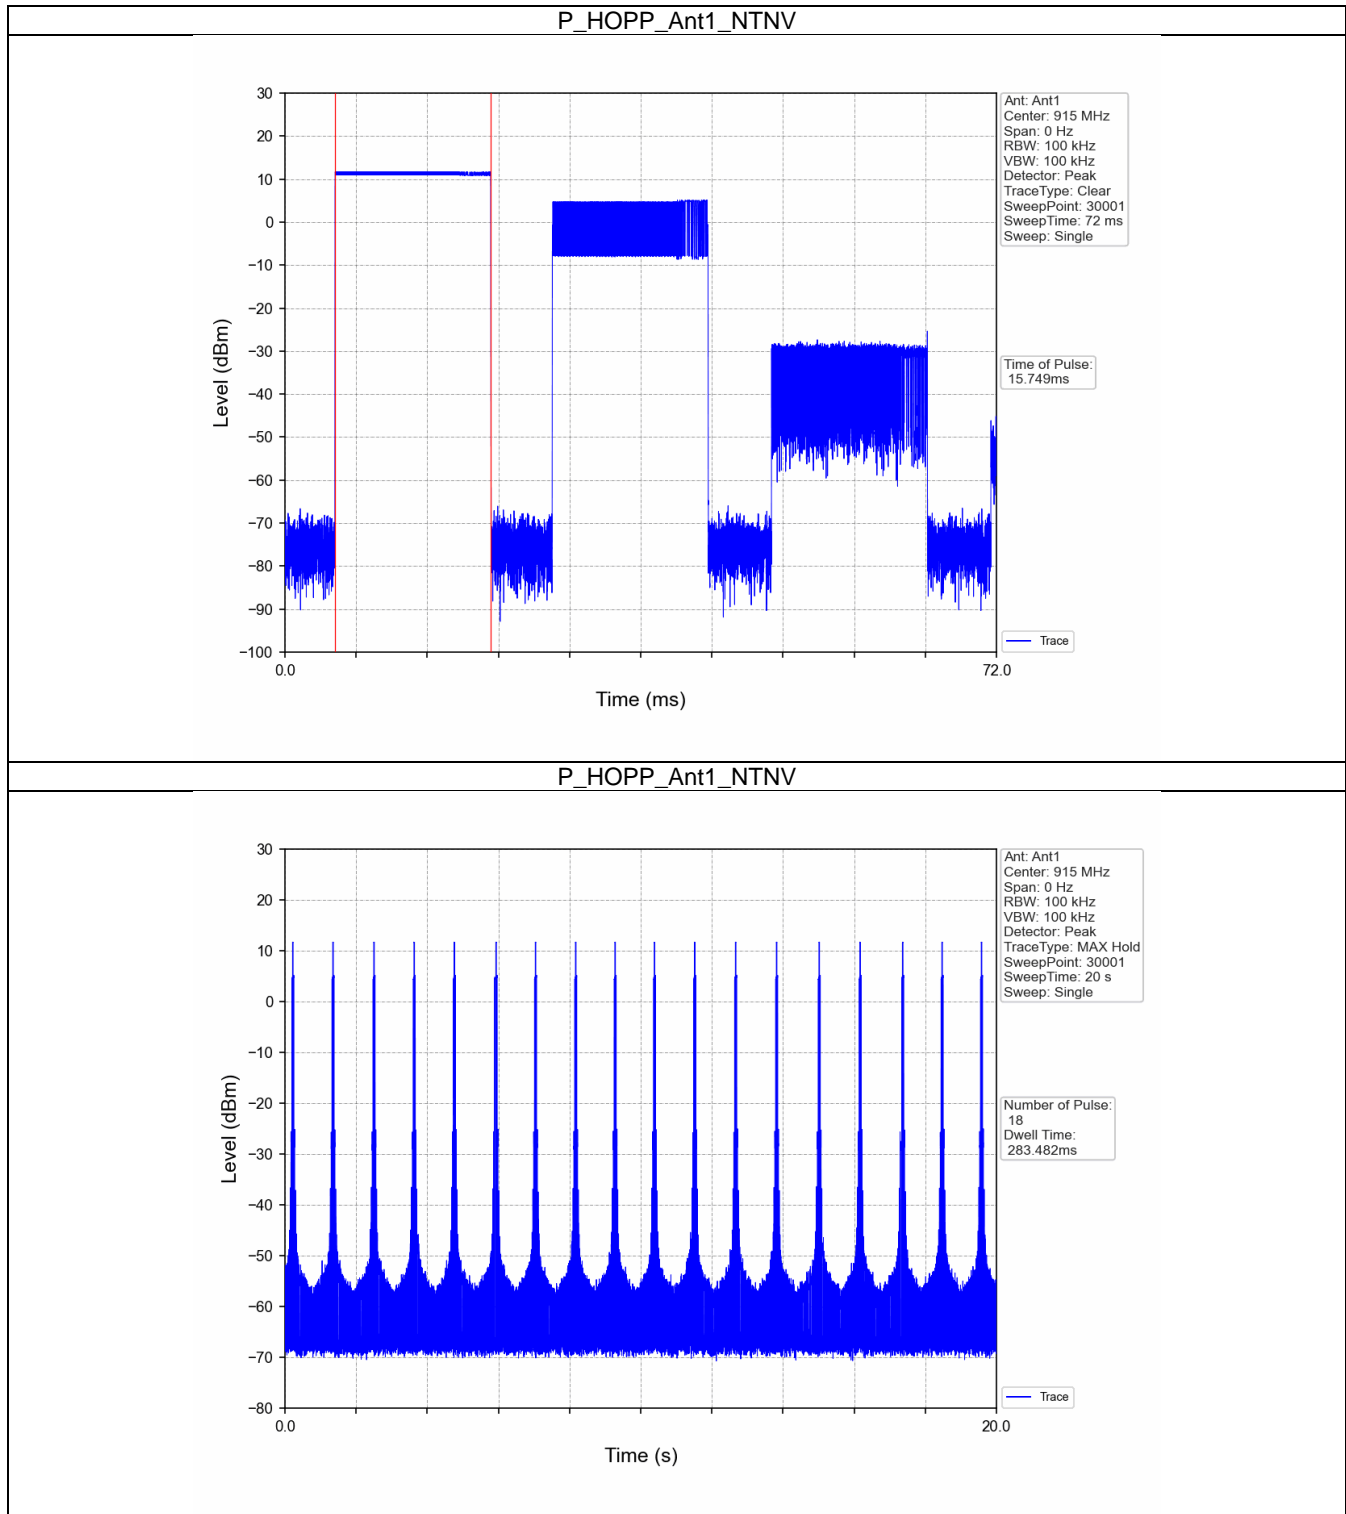 P_HOPP_Ant1_NTNV
30
20
10
0
−10
−20
−30
−40
−50
−60
−70
−80
−90
−100
Level (dBm)
0.0
72.0
Time (ms)
Ant: Ant1
Center: 915 MHz
Span: 0 Hz
RBW: 100 kHz
VBW: 100 kHz
Detector: Peak
TraceType: Clear
SweepPoint: 30001
SweepTime: 72 ms
Sweep: Single
Time of Pulse:
15.749ms
Trace
P_HOPP_Ant1_NTNV
30
20
10
0
−10
−20
−30
−40
−50
−60
−70
−80
Level (dBm)
0.0
20.0
Time (s)
Ant: Ant1
Center: 915 MHz
Span: 0 Hz
RBW: 100 kHz
VBW: 100 kHz
Detector: Peak
TraceType: MAX Hold
SweepPoint: 30001
SweepTime: 20 s
Sweep: Single
Number of Pulse:
18
Dwell Time:
283.482ms
Trace